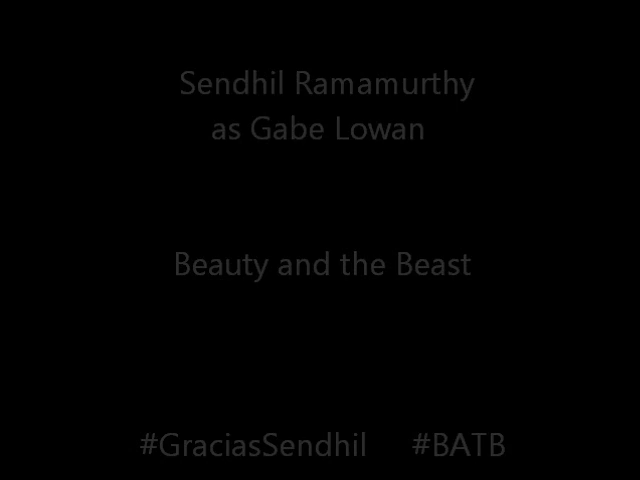 Sendhil Ramamurthy
as Gabe Lowan
Beauty and the Beast
#GraciasSendhil #BATB